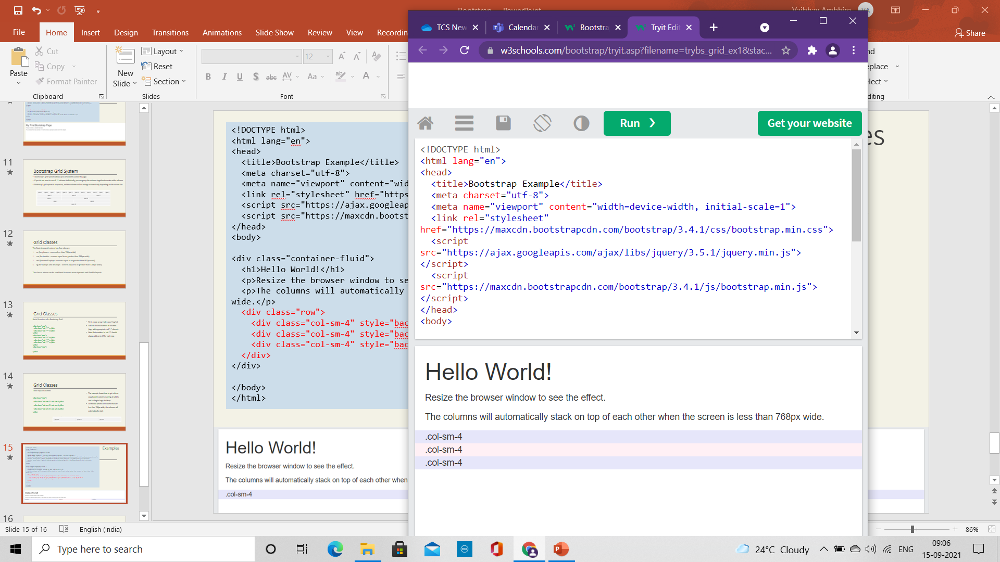 Bootstrap - PowerPoint
Vaibhav Ambhire
VA
File
Home
Insert
Design
Transitions
Animations
Slide Show
Review
View
Share
Paste
Cut
Copy
Format Painter
Clipboard
New
Slide
Layout
Reset
Section
Slides
12
B I U S abc AV Aa A
Font
TCS New
Calenda
Bootstra
Tryit Edi
w3schools.com/bootstrap/tryit.asp?filename=trybs_grid_ex1&stac...
Run ❯
Get your website
<!DOCTYPE html>
<html lang="en">
<head>
<title>Bootstrap Example</title>
<meta charset="utf-8">
<meta name="viewport" content="width=device-width, initial-scale=1">
<link rel="stylesheet"
href="https://maxcdn.bootstrapcdn.com/bootstrap/3.4.1/css/bootstrap.min.css">
<script
src="https://ajax.googleapis.com/ajax/libs/jquery/3.5.1/jquery.min.js">
</script>
<script
src="https://maxcdn.bootstrapcdn.com/bootstrap/3.4.1/js/bootstrap.min.js">
</script>
</head>
<body>
Hello World!
Resize the browser window to see the effect.
The columns will automatically stack on top of each other when the screen is less than 768px wide.
.col-sm-4
.col-sm-4
.col-sm-4
My First Bootstrap Page
11
Bootstrap Grid System
12
Grid Classes
13
Grid Classes
14
Grid Classes
15
Examples
Hello World!
16
<!DOCTYPE html>
<html lang="en">
<head>
<title>Bootstrap Example</title>
<meta charset="utf-8">
<meta name="viewport" content="wid
<link rel="stylesheet" href="https
<script src="https://ajax.googleap
<script src="https://maxcdn.bootst
</head>
<body>
<div class="container-fluid">
<h1>Hello World!</h1>
<p>Resize the browser window to se
<p>The columns will automatically
wide.</p>
<div class="row">
<div class="col-sm-4" style="bac
<div class="col-sm-4" style="bac
<div class="col-sm-4" style="bac
</div>
</div>
</body>
</html>
Hello World!
Resize the browser window to see the effect.
The columns will automatically stack on top of each other when
.col-sm-4
Slide 15 of 16
English (India)
86%
Type here to search
24°C Cloudy
ENG
09:06
15-09-2021